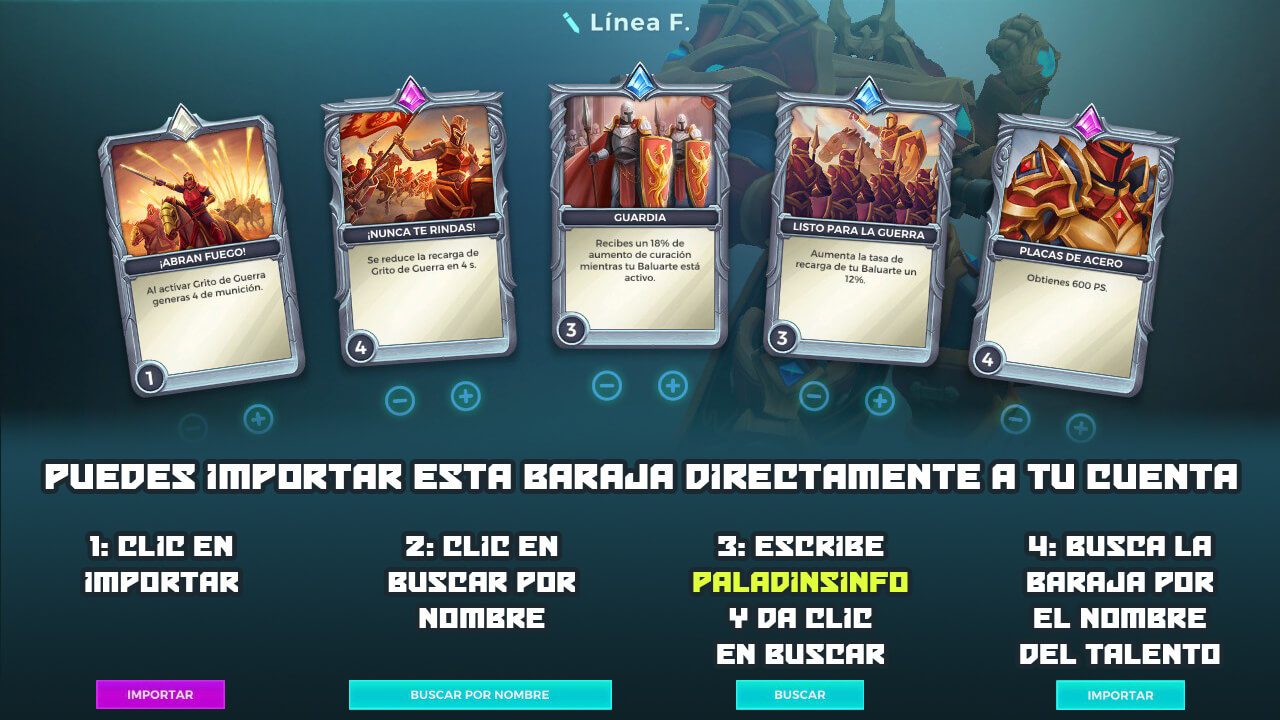 Línea F.
¡ABRAN FUEGO!
Al activar Grito de Guerra
generas 4 de munición.
1
¡NUNCA TE RINDAS!
Se reduce la recarga de
Grito de Guerra en 4 s.
4
GUARDIA
Recibes un 18% de
aumento de curación
mientras tu Baluarte está
activo.
3
LISTO PARA LA GUERRA
Aumenta la tasa de
recarga de tu Baluarte un
12%.
3
PLACAS DE ACERO
Obtienes 600 PS.
4
PUEDES IMPORTAR ESTA BARAJA DIRECTAMENTE A TU CUENTA
1: CLIC EN
IMPORTAR
IMPORTAR
2: CLIC EN
BUSCAR POR
NOMBRE
BUSCAR POR NOMBRE
3: ESCRIBE
PALADINSINFO
Y DA CLIC
EN BUSCAR
BUSCAR
4: BUSCA LA
BARAJA POR
EL NOMBRE
DEL TALENTO
IMPORTAR